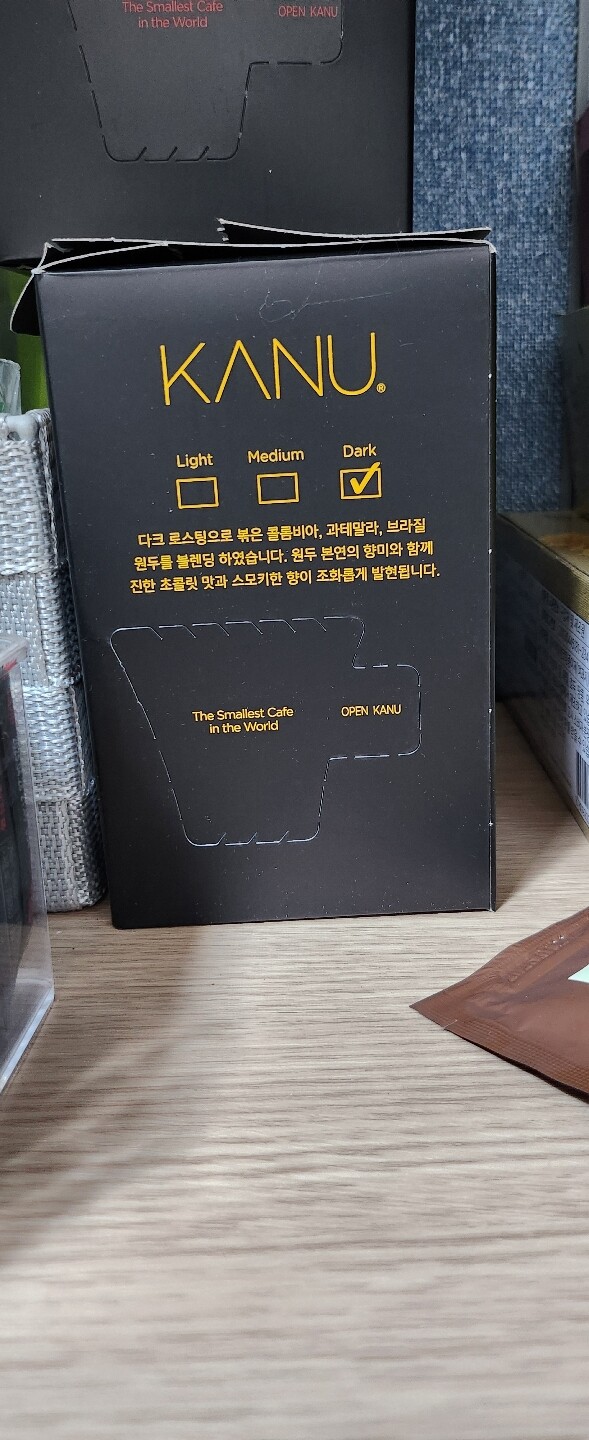 The Smallest Cafe
in the World
OPEN KANU
KANU®
Light Medium Dark
다크 로스팅으로 볶은 콜롬비아, 과테말라, 브라질
원두를 블렌딩 하였습니다. 원두 본연의 향미와 함께
진한 초콜릿 맛과 스모키한 향이 조화롭게 발현됩니다.
The Smallest Cafe
in the World
OPEN KANU